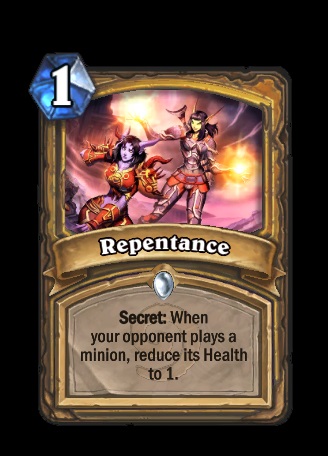 1
Repentance
Secret: When
your opponent plays a
minion, reduce its Health
to 1.